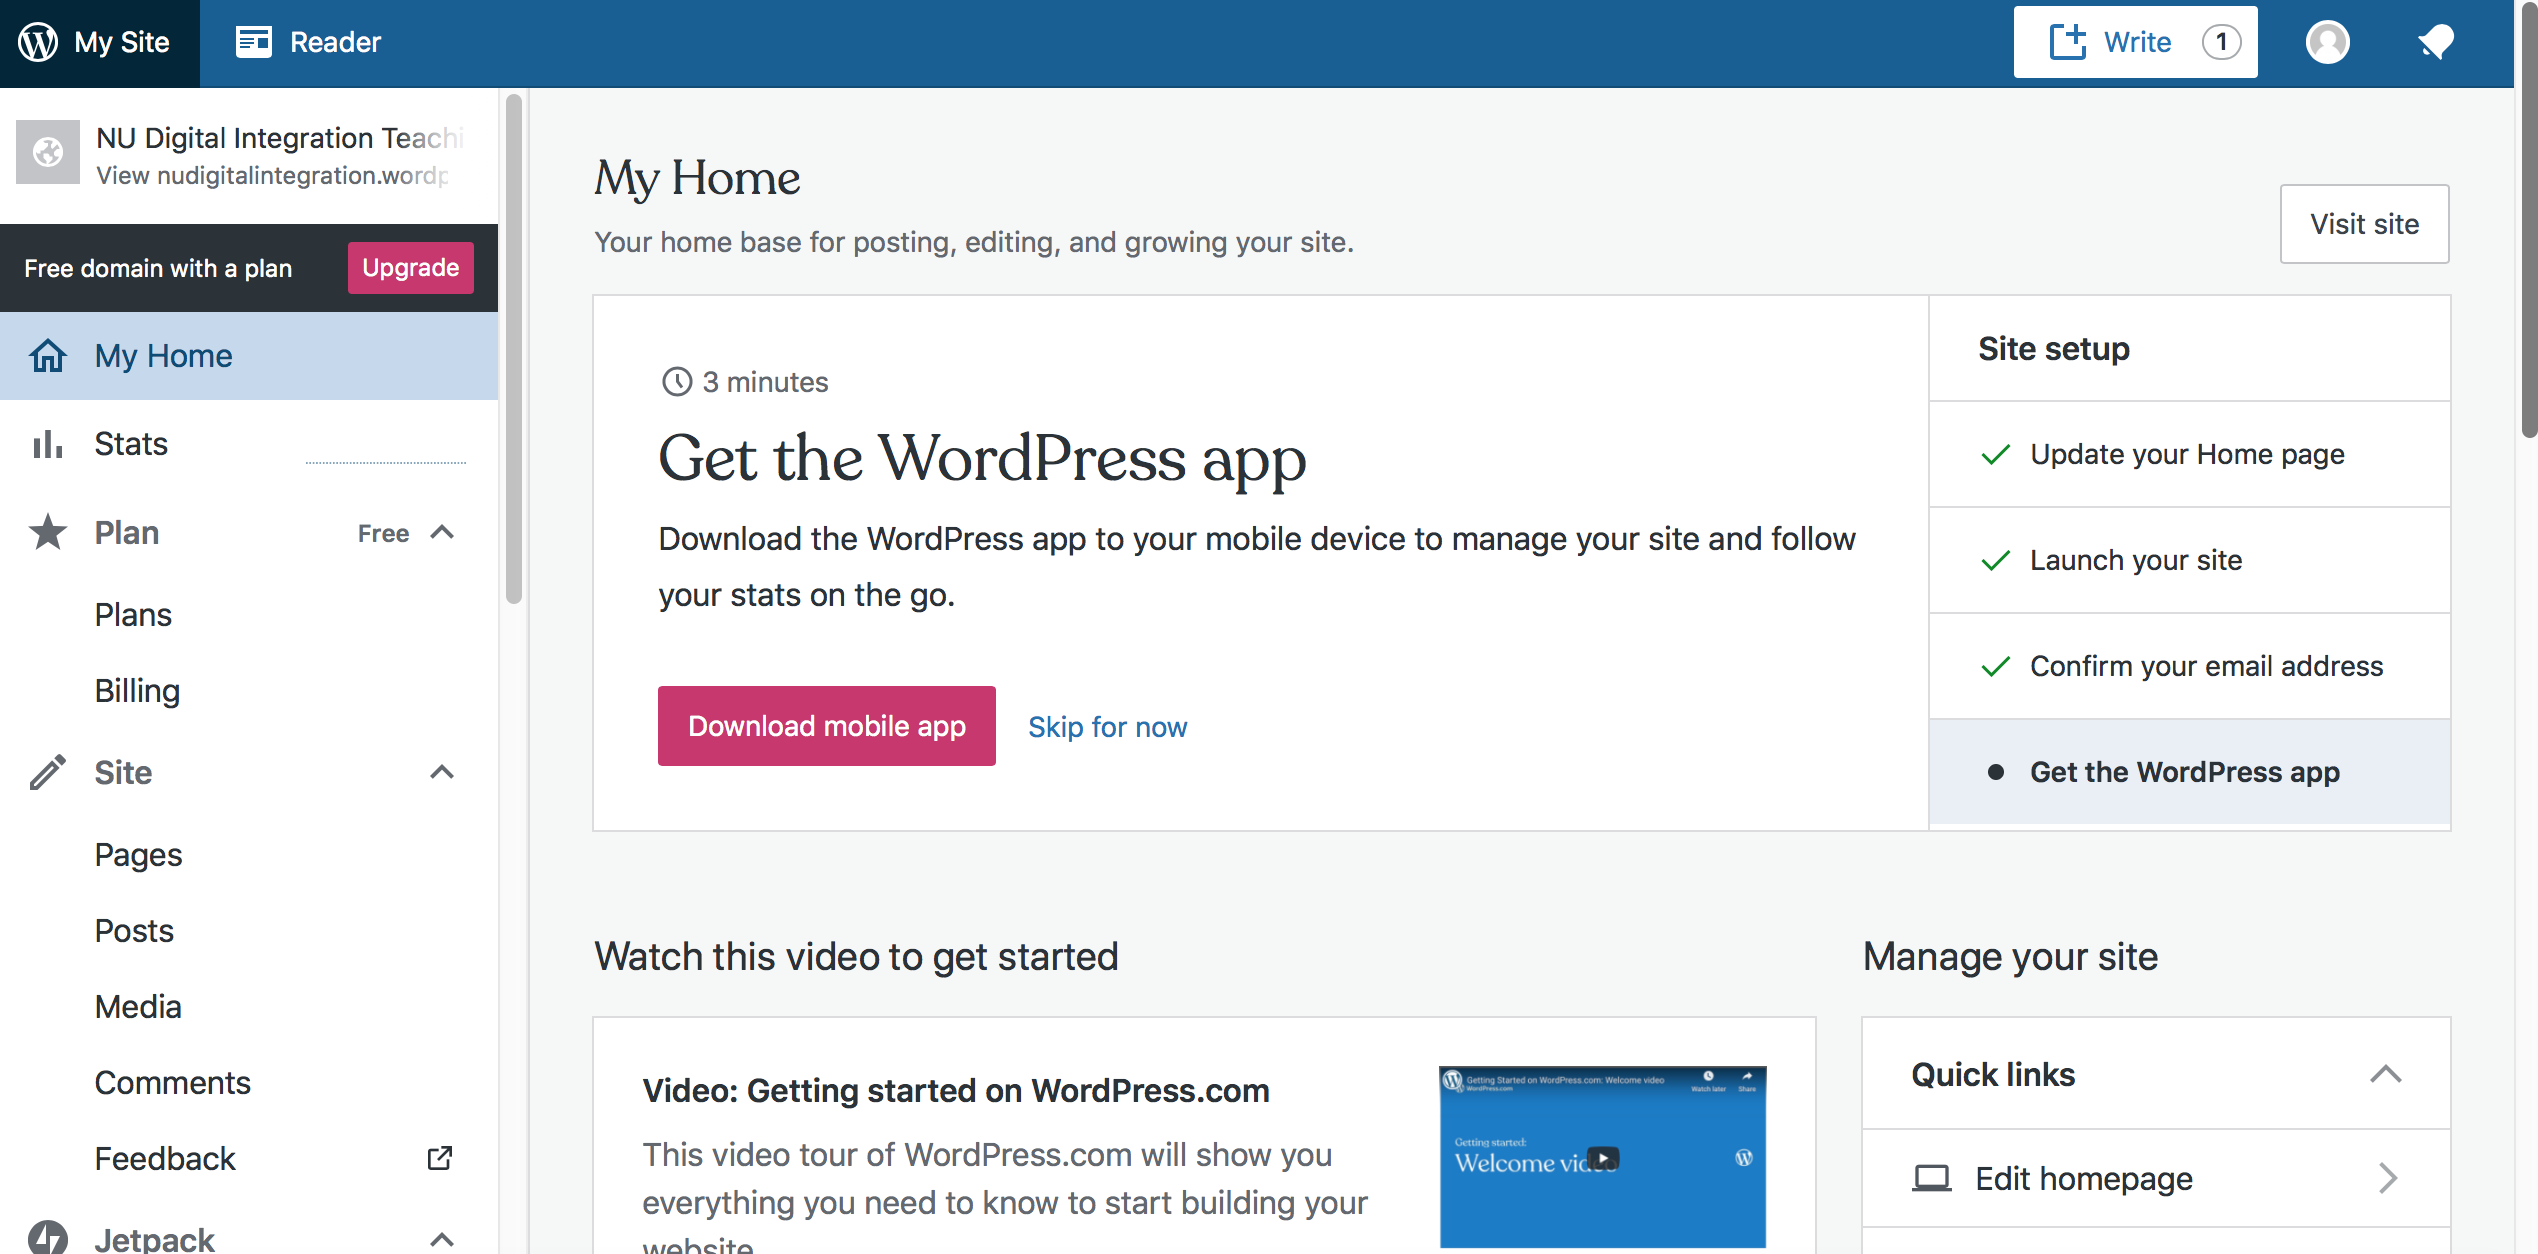 My Site
Reader
Write 1
NU Digital Integration Teachi
View nudigitalintegration.wordp
Free domain with a plan
Upgrade
My Home
Stats
Plan
Free
Plans
Billing
Site
Pages
Posts
Media
Comments
Feedback
Jetpack
My Home
Your home base for posting, editing, and growing your site.
Visit site
3 minutes
Get the WordPress app
Download the WordPress app to your mobile device to manage your site and follow
your stats on the go.
Download mobile app
Skip for now
Site setup
Update your Home page
Launch your site
Confirm your email address
Get the WordPress app
Watch this video to get started
Video: Getting started on WordPress.com
This video tour of WordPress.com will show you
everything you need to know to start building your
website.
Getting Started on WordPress.com: Welcome video
WordPress.com
Watch later
Share
Getting started:
Welcome video
Manage your site
Quick links
Edit homepage